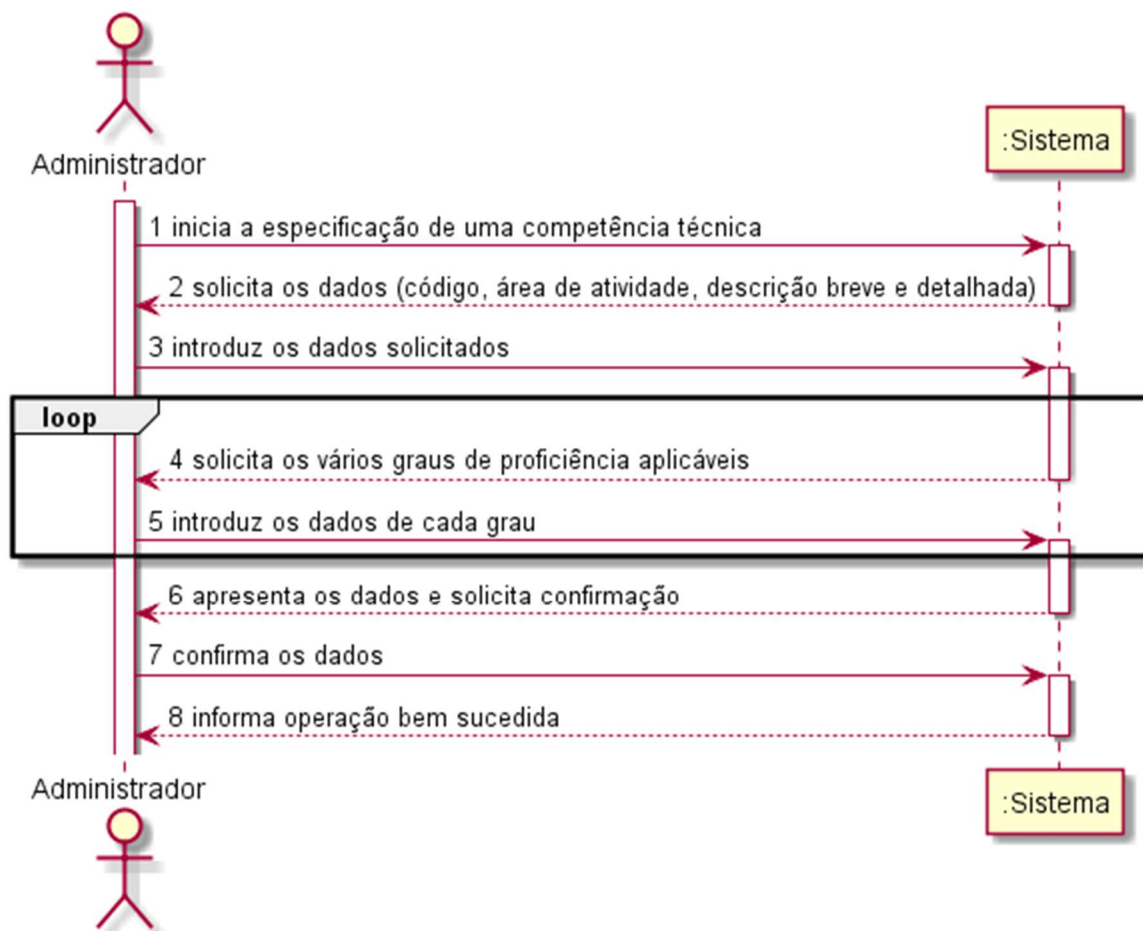 Administrador
:Sistema
1 inicia a especificação de uma competência técnica
2 solicita os dados (código, área de atividade, descrição breve e detalhada)
3 introduz os dados solicitados
loop
4 solicita os vários graus de proficiência aplicáveis
5 introduz os dados de cada grau
6 apresenta os dados e solicita confirmação
7 confirma os dados
8 informa operação bem sucedida
Administrador
:Sistema